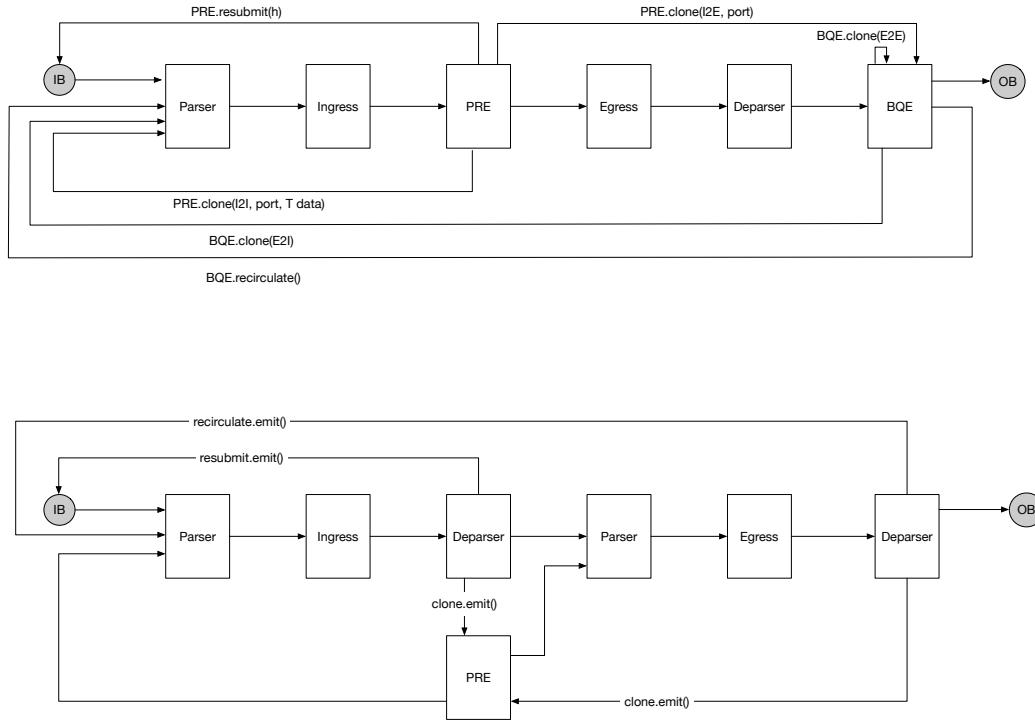 PRE.resubmit(h)
PRE.clone(I2E, port)
BQE.clone(E2E)
IB
Parser
Ingress
PRE
Egress
Deparser
BQE
OB
PRE.clone(I2I, port, T data)
BQE.clone(E2I)
BQE.recirculate()
recirculate.emit()
resubmit.emit()
IB
Parser
Ingress
Deparser
Parser
Egress
Deparser
OB
clone.emit()
PRE
clone.emit()